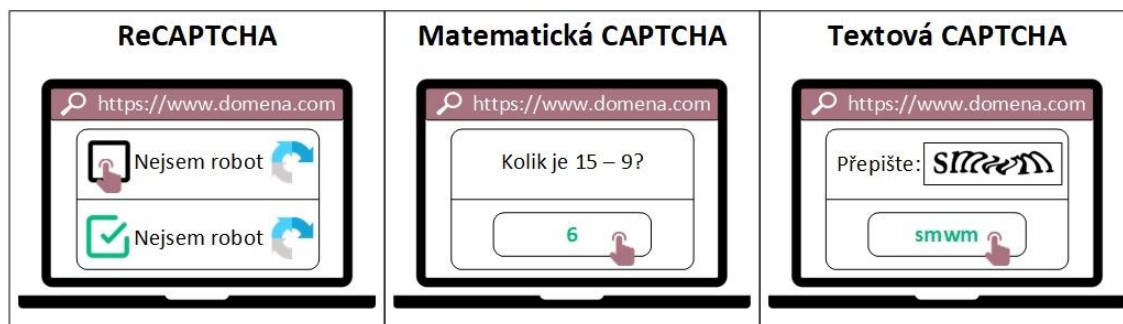 ReCAPTCHA
https://www.domena.com
Nejsem robot
Nejsem robot
Matematická CAPTCHA
https://www.domena.com
Kolik je 15 – 9?
6
Textová CAPTCHA
https://www.domena.com
Přepište: smwm
smwm